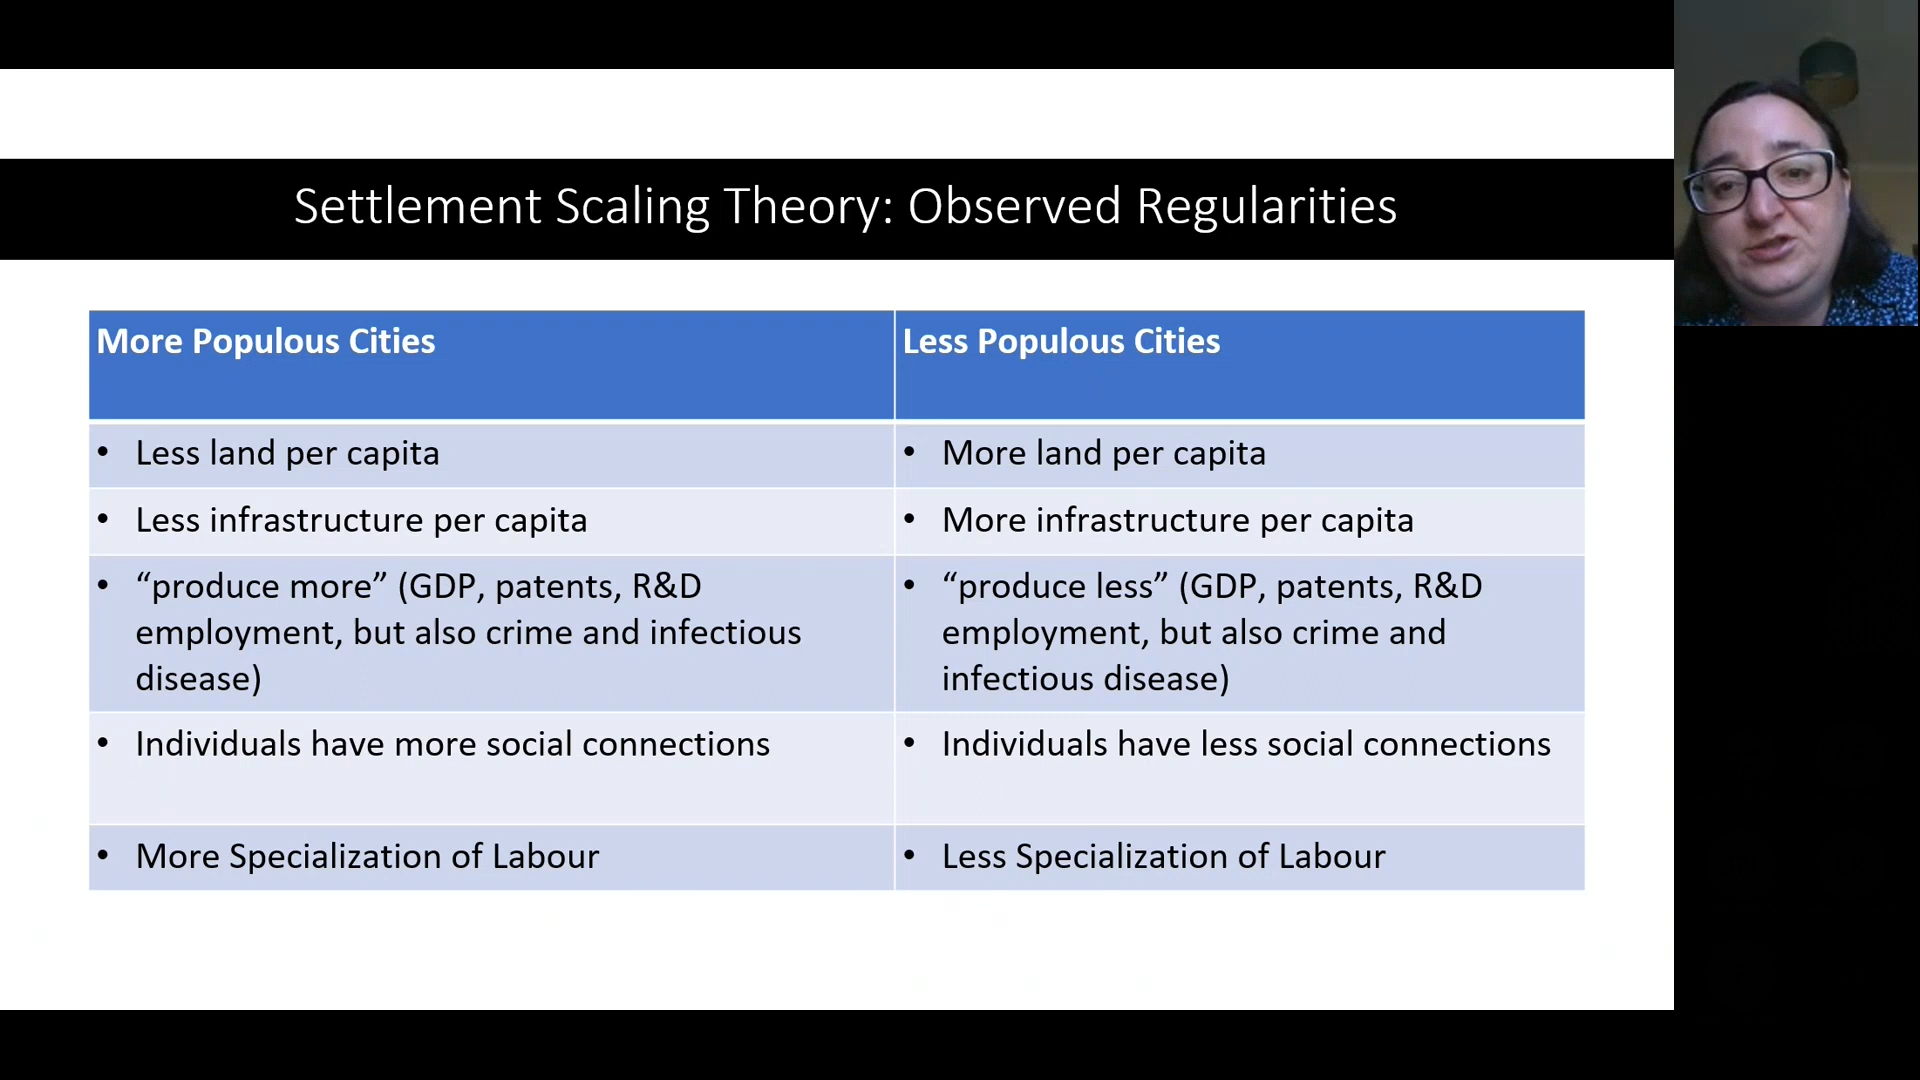 Settlement Scaling Theory: Observed Regularities
More Populous Cities
Less Populous Cities
• Less land per capita
• More land per capita
• Less infrastructure per capita
• More infrastructure per capita
• “produce more” (GDP, patents, R&D
employment, but also crime and infectious
disease)
• “produce less” (GDP, patents, R&D
employment, but also crime and
infectious disease)
• Individuals have more social connections
• Individuals have less social connections
• More Specialization of Labour
• Less Specialization of Labour